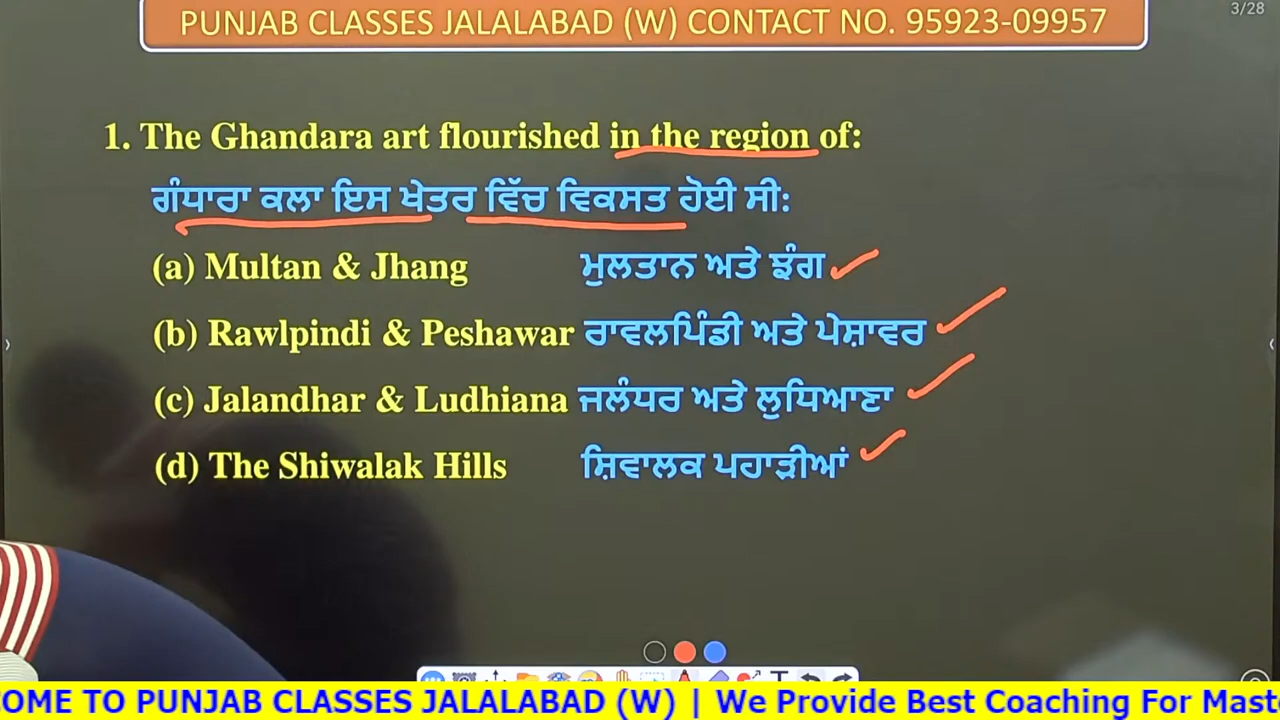 PUNJAB CLASSES JALALABAD (W) CONTACT NO. 95923-09957
3/28
1. The Ghandara art flourished in the region of:
ਗੰਧਾਰਾ ਕਲਾ ਇਸ ਖੇਤਰ ਵਿੱਚ ਵਿਕਸਤ ਹੋਈ ਸੀ:
(a) Multan & Jhang ਮੁਲਤਾਨ ਅਤੇ ਝੰਗ
(b) Rawlpindi & Peshawar ਰਾਵਲਪਿੰਡੀ ਅਤੇ ਪੇਸ਼ਾਵਰ
(c) Jalandhar & Ludhiana ਜਲੰਧਰ ਅਤੇ ਲੁਧਿਆਣਾ
(d) The Shiwalak Hills ਸ਼ਿਵਾਲਕ ਪਹਾੜੀਆਂ
COME TO PUNJAB CLASSES JALALABAD (W) | We Provide Best Coaching For Mast